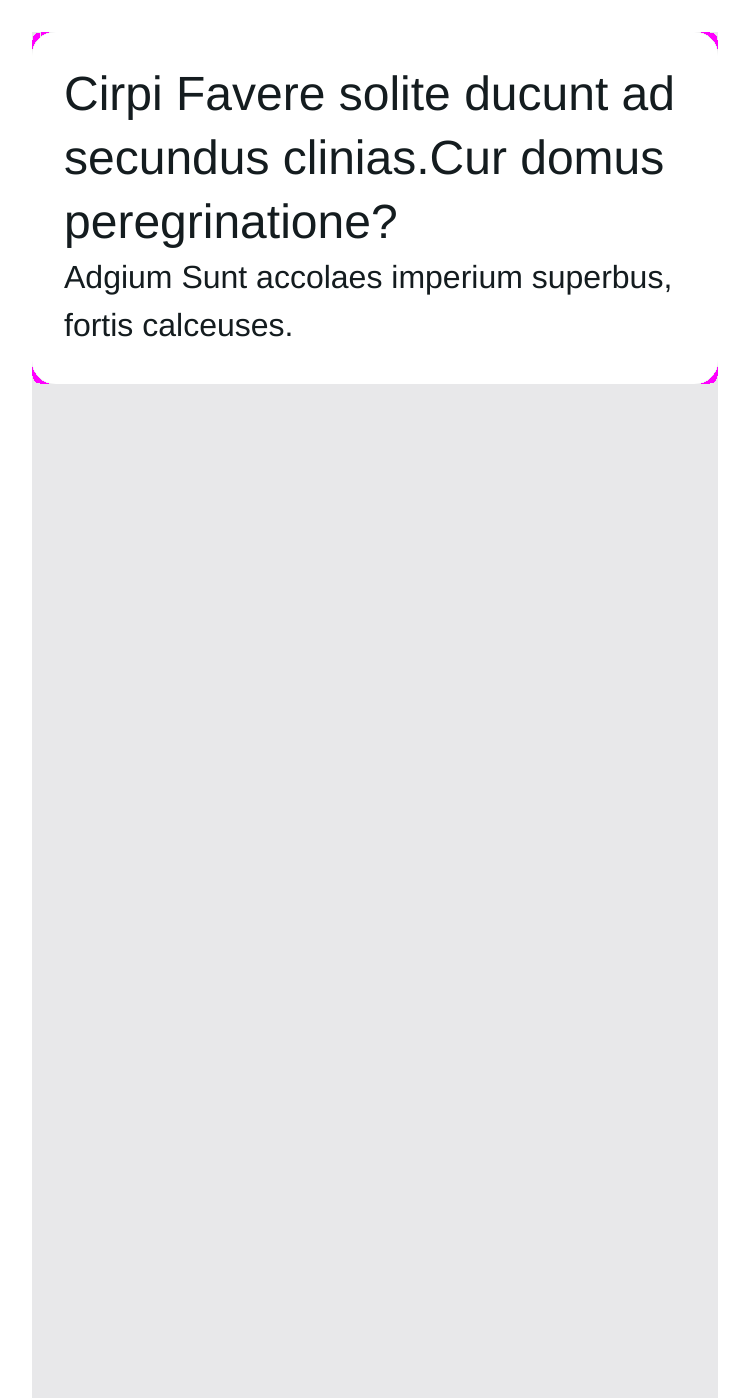 Cirpi Favere solite ducunt ad
secundus clinias.Cur domus
peregrinatione?
Adgium Sunt accolaes imperium superbus,
fortis calceuses.